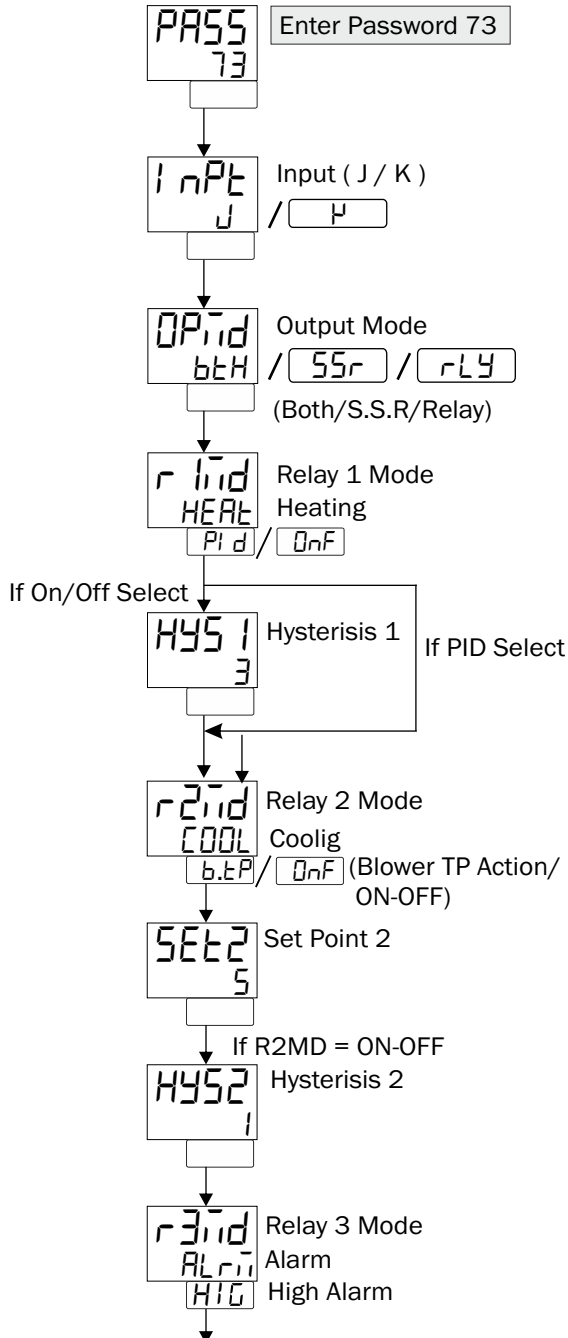 PASS Enter Password 73
73
InPt Input ( J / K )
J / K
OPmd Output Mode
btH / SSr / rLY
(Both/S.S.R/Relay)
r1md Relay 1 Mode
HEAt Heating
PId / OnF
If On/Off Select
HYS1 Hysterisis 1
3
If PID Select
r2md Relay 2 Mode
COOL Coolig
b.tP / OnF (Blower TP Action/
ON-OFF)
SEt2 Set Point 2
5
If R2MD = ON-OFF
HYS2 Hysterisis 2
1
r3md Relay 3 Mode
ALrm Alarm
HIG High Alarm